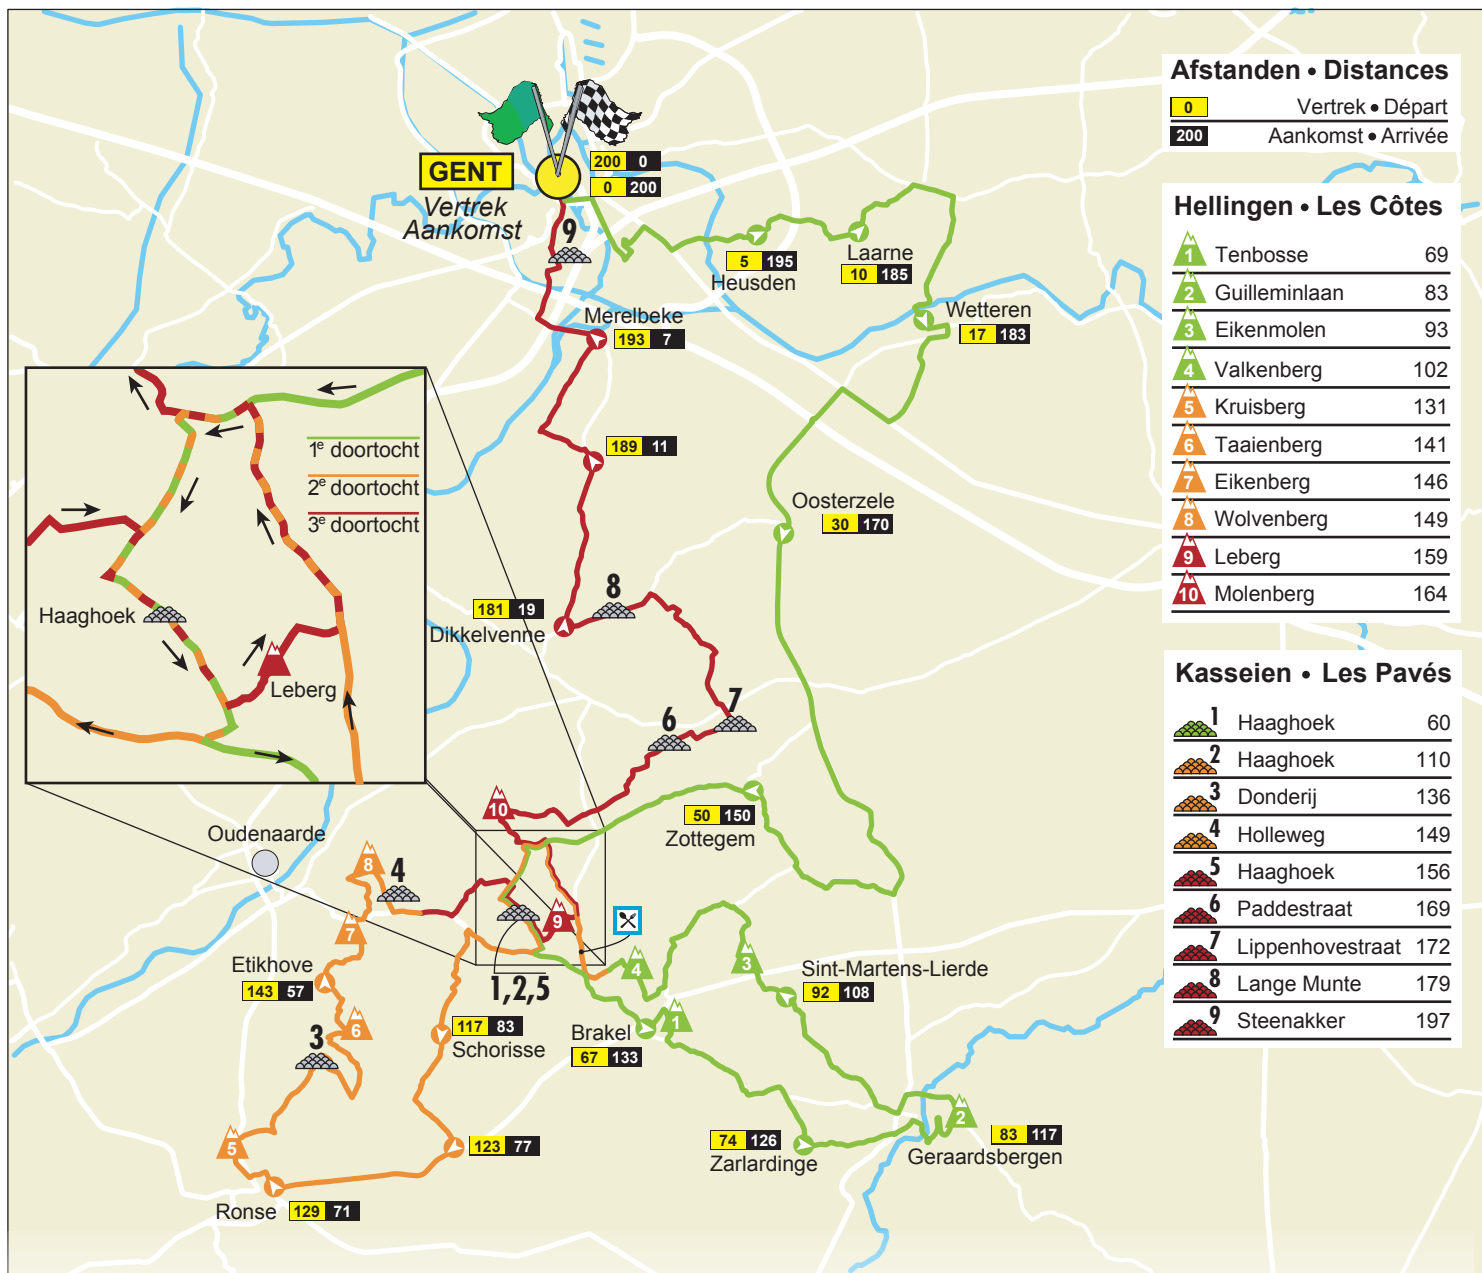 GENT
Vertrek
Aankomst
200 0
0 200
9
5 195
Heusden
Laarne
10 185
Wetteren
17 183
Merelbeke
193 7
189 11
Oosterzele
30 170
8
181 19
Dikkelvenne
7
6
50 150
Zottegem
10
Oudenaarde
8
4
9
7
4
3
Etikhove
143 57
1,2,5
Sint-Martens-Lierde
92 108
6
3
117 83
Schorisse
Brakel
67 133
1
2
5
123 77
74 126
Zarlardinge
83 117
Geraardsbergen
Ronse
129 71
1e doortocht
2e doortocht
3e doortocht
Haaghoek
Leberg
Afstanden • Distances
0 Vertrek • Départ
200 Aankomst • Arrivée
Hellingen • Les Côtes
1 Tenbosse 69
2 Guilleminlaan 83
3 Eikenmolen 93
4 Valkenberg 102
5 Kruisberg 131
6 Taaienberg 141
7 Eikenberg 146
8 Wolvenberg 149
9 Leberg 159
10 Molenberg 164
Kasseien • Les Pavés
1 Haaghoek 60
2 Haaghoek 110
3 Donderij 136
4 Holleweg 149
5 Haaghoek 156
6 Paddestraat 169
7 Lippenhovestraat 172
8 Lange Munte 179
9 Steenakker 197